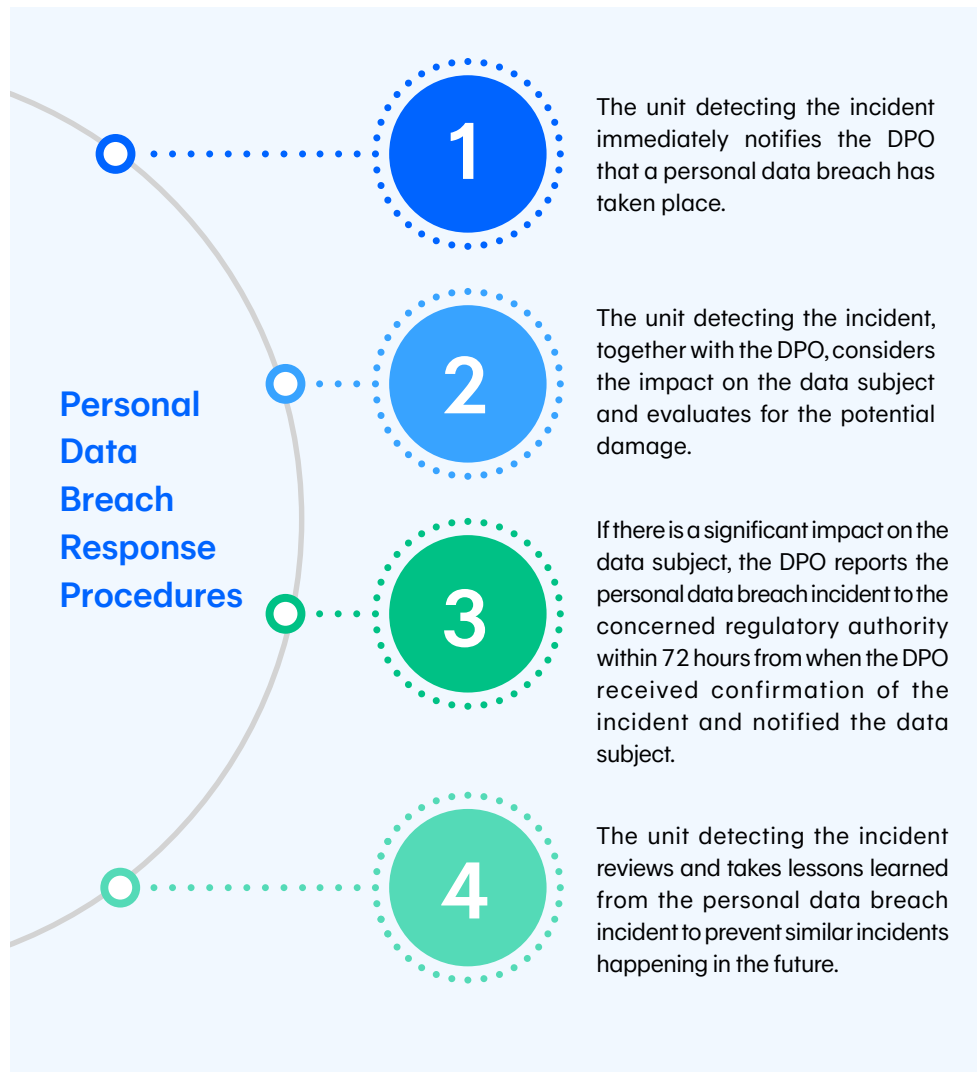 Personal
Data
Breach
Response
Procedures
1
The unit detecting the incident
immediately notifies the DPO
that a personal data breach has
taken place.
2
The unit detecting the incident,
together with the DPO, considers
the impact on the data subject
and evaluates for the potential
damage.
3
If there is a significant impact on the
data subject, the DPO reports the
personal data breach incident to the
concerned regulatory authority
within 72 hours from when the DPO
received confirmation of the
incident and notified the data
subject.
4
The unit detecting the incident
reviews and takes lessons learned
from the personal data breach
incident to prevent similar incidents
happening in the future.